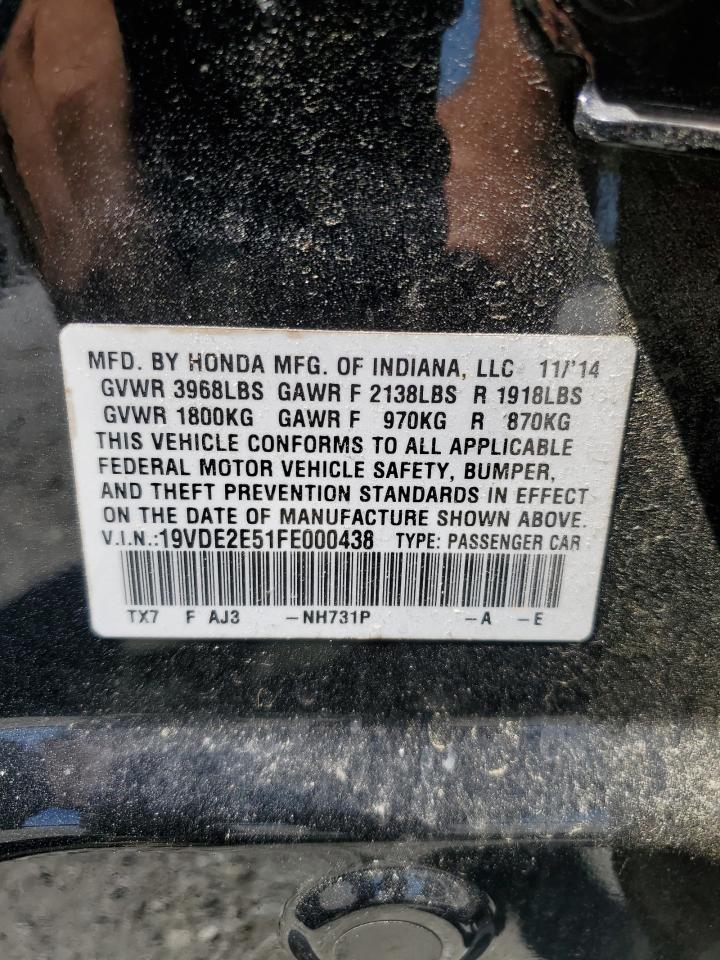 MFD. BY HONDA MFG. OF INDIANA, LLC 11/'14
GVWR 3968LBS GAWR F 2138LBS R 1918LBS
GVWR 1800KG GAWR F 970KG R 870KG
THIS VEHICLE CONFORMS TO ALL APPLICABLE
FEDERAL MOTOR VEHICLE SAFETY, BUMPER,
AND THEFT PREVENTION STANDARDS IN EFFECT
ON THE DATE OF MANUFACTURE SHOWN ABOVE.
V.I.N.:19VDE2E51FE000438 TYPE: PASSENGER CAR
TX7 F AJ3 -NH731P -A -E